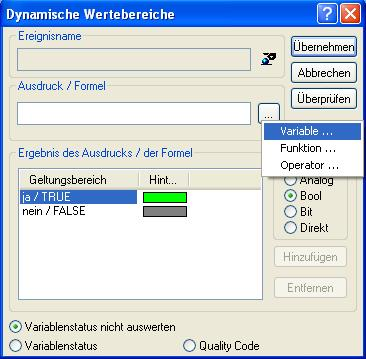 Dynamische Wertebereiche
Ereignisname
Übernehmen
Abbrechen
Ausdruck / Formel
Überprüfen
...
Variable ...
Funktion ...
Operator ...
Ergebnis des Ausdrucks / der Formel
Geltungsbereich Hint...
Analog
ja / TRUE
Bool
nein / FALSE
Bit
Direkt
Hinzufügen
Entfernen
Variablenstatus nicht auswerten
Variablenstatus Quality Code